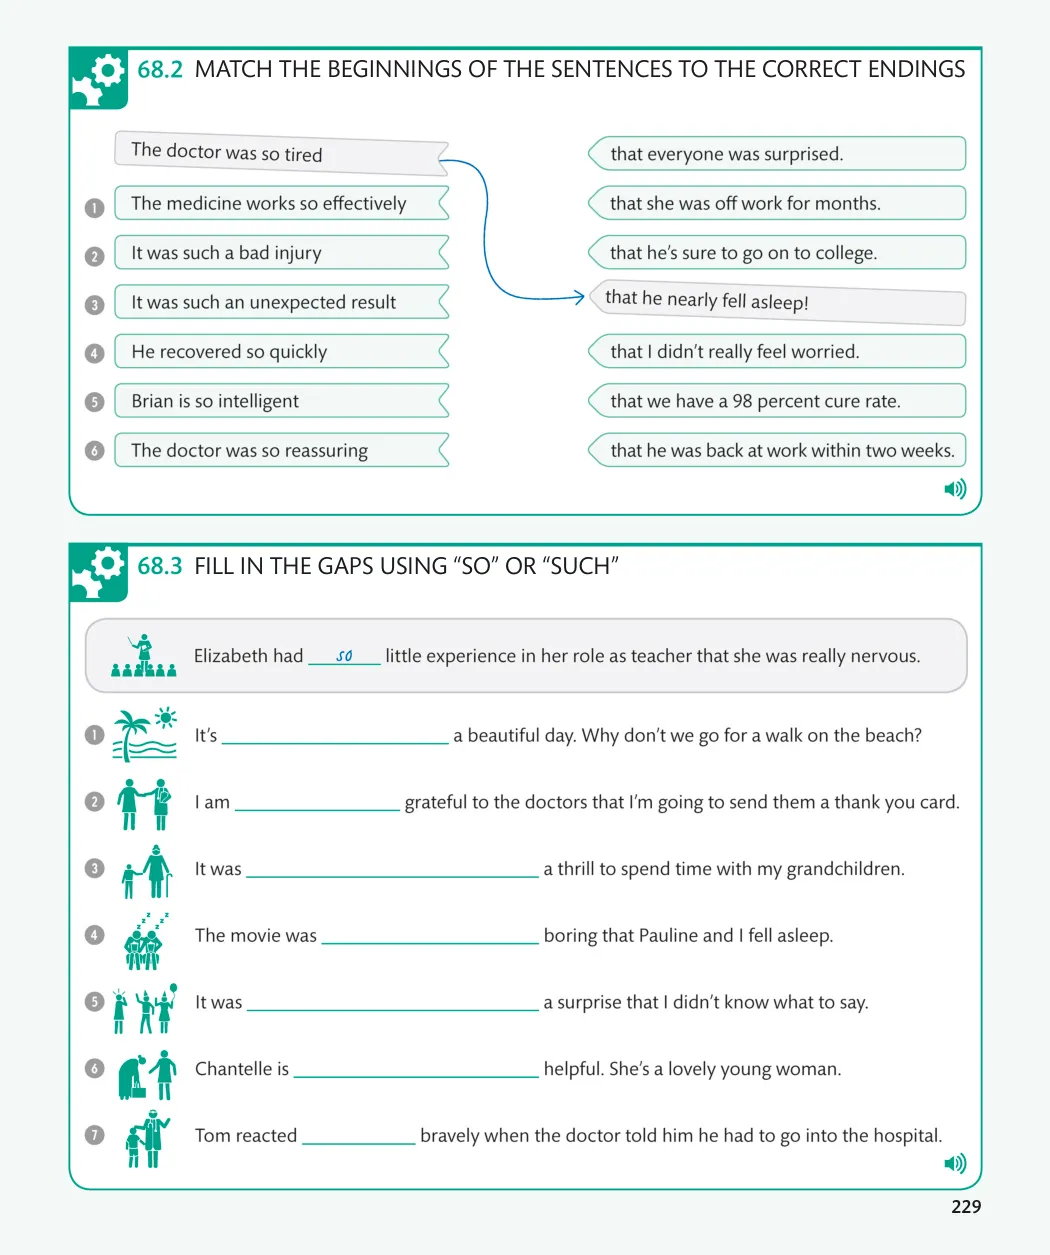 68.2 MATCH THE BEGINNINGS OF THE SENTENCES TO THE CORRECT ENDINGS
The doctor was so tired
1 The medicine works so effectively
2 It was such a bad injury
3 It was such an unexpected result
4 He recovered so quickly
5 Brian is so intelligent
6 The doctor was so reassuring
that everyone was surprised.
that she was off work for months.
that he’s sure to go on to college.
that he nearly fell asleep!
that I didn’t really feel worried.
that we have a 98 percent cure rate.
that he was back at work within two weeks.
68.3 FILL IN THE GAPS USING “SO” OR “SUCH”
Elizabeth had so little experience in her role as teacher that she was really nervous.
1 It’s ____ a beautiful day. Why don’t we go for a walk on the beach?
2 I am ____ grateful to the doctors that I’m going to send them a thank you card.
3 It was ____ a thrill to spend time with my grandchildren.
4 The movie was ____ boring that Pauline and I fell asleep.
z z z z z z
5 It was ____ a surprise that I didn’t know what to say.
6 Chantelle is ____ helpful. She’s a lovely young woman.
7 Tom reacted ____ bravely when the doctor told him he had to go into the hospital.
229